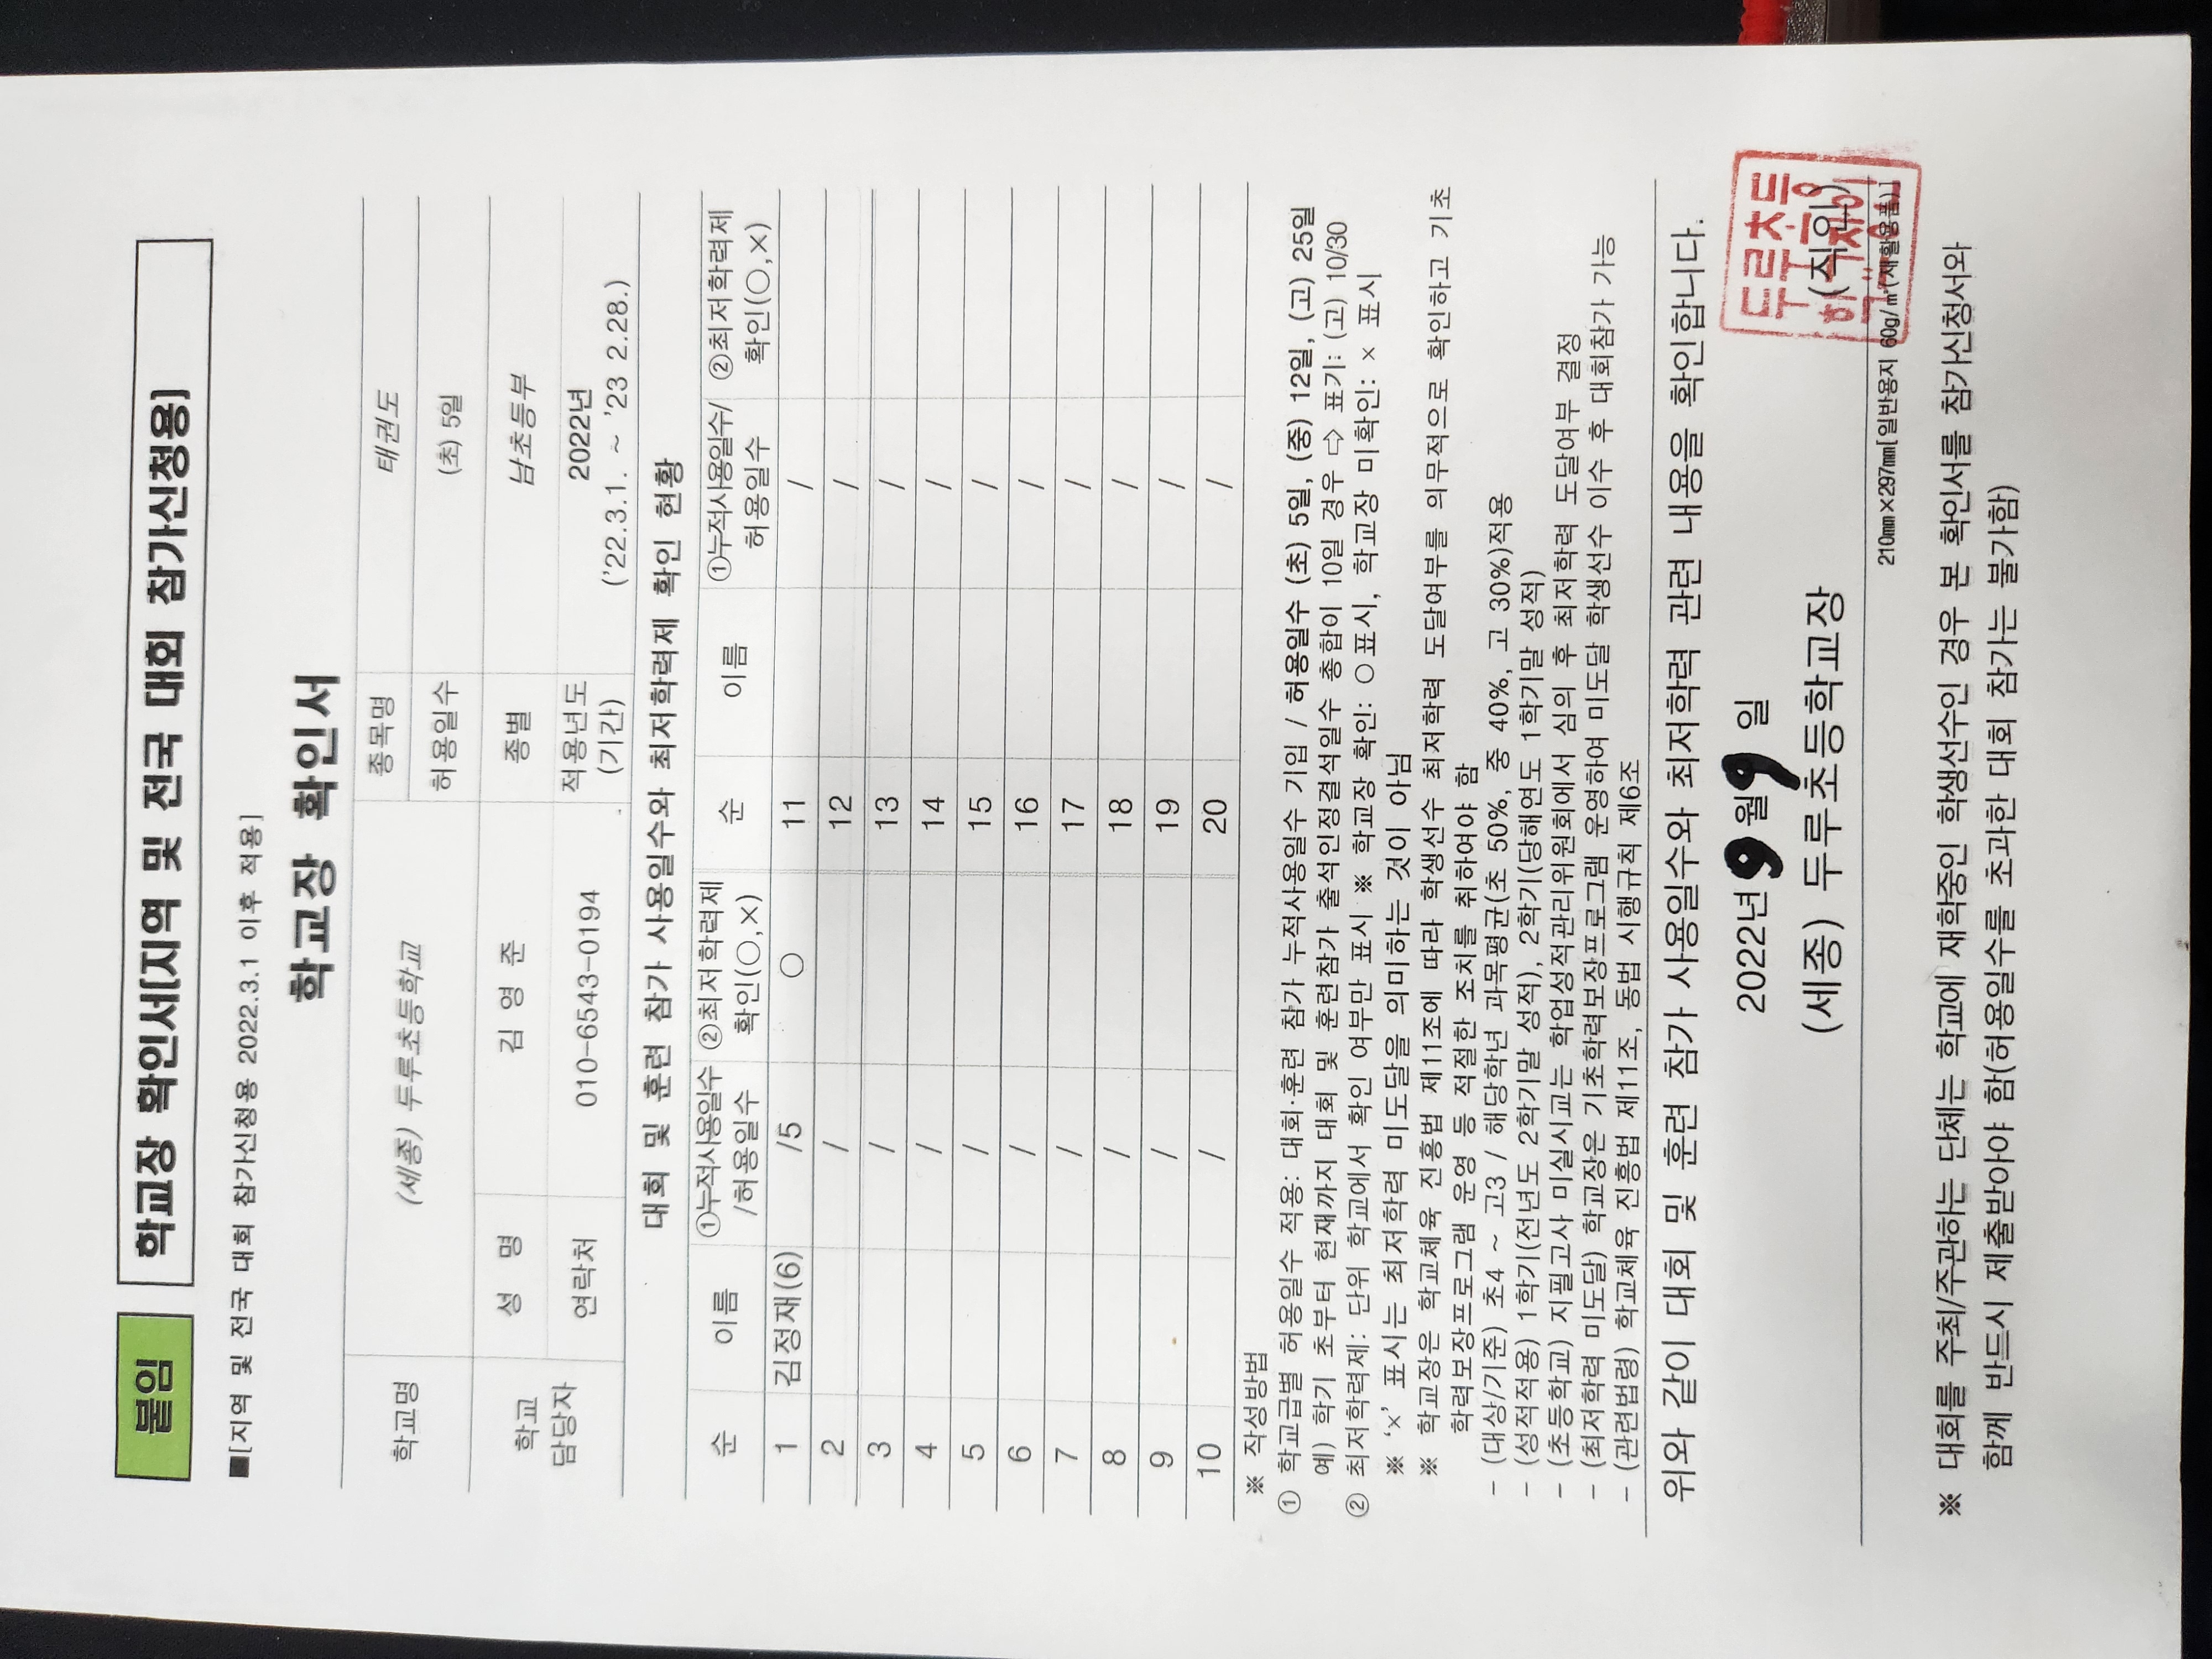 붙임
학교장 확인서[지역 및 전국 대회 참가신청용]
■[지역 및 전국 대회 참가신청용 2022.3.1 이후 적용]
학교장 확인서
학교명 (세종) 두루초등학교 종목명 태권도
허용일수 (초) 5일
학교 담당자 성 명 김 영 준 종별 남초등부
연락처 010-6543-0194 적용년도 (기간) 2022년
('22.3.1. ~ '23 2.28.)
대회 및 훈련 참가 사용일수와 최저학력제 확인 현황
순 이름 ①누적사용일수 /허용일수 ②최저학력제 확인(○,×) 순 이름 ①누적사용일수/ 허용일수 ②최저학력제 확인(○,×)
1 김정재(6) /5 ○ 11 /
2 / 12 /
3 / 13 /
4 / 14 /
5 / 15 /
6 / 16 /
7 / 17 /
8 / 18 /
9 / 19 /
10 / 20 /
※ 작성방법
① 학교급별 허용일수 적용: 대회·훈련 참가 누적사용일수 기입 / 허용일수 (초) 5일, (중) 12일, (고) 25일
예) 학기 초부터 현재까지 대회 및 훈련참가 출석인정결석일수 총합이 10일 경우 ⇨ 표기: (고) 10/30
② 최저학력제: 단위 학교에서 확인 여부만 표시 ※ 학교장 확인: ○ 표시, 학교장 미확인: × 표시
※ '×' 표시는 최저학력 미도달을 의미하는 것이 아님
※ 학교장은 학교체육 진흥법 제11조에 따라 학생선수 최저학력 도달여부를 의무적으로 확인하고 기초
학력보장프로그램 운영 등 적절한 조치를 취하여야 함
- (대상/기준) 초4 ~ 고3 / 해당학년 과목평균(초 50%, 중 40%, 고 30%)적용
- (성적적용) 1학기(전년도 2학기말 성적), 2학기(당해연도 1학기말 성적)
- (초등학교) 지필고사 미실시교는 학업성적관리위원회에서 심의 후 최저학력 도달여부 결정
- (최저학력 미도달) 학교장은 기초학력보장프로그램 운영하여 미도달 학생선수 이수 후 대회참가 가능
- (관련법령) 학교체육 진흥법 제11조, 동법 시행규칙 제6조
위와 같이 대회 및 훈련 참가 사용일수와 최저학력 관련 내용을 확인합니다.
2022년 9월 9일
(세종) 두루초등학교장 (직인)
두루초등
학교장
210㎜×297㎜[일반용지 60g/㎡(재활용품)]
※ 대회를 주최/주관하는 단체는 학교에 재학중인 학생선수인 경우 본 확인서를 참가신청서와
함께 반드시 제출받아야 함(허용일수를 초과한 대회 참가는 불가함)